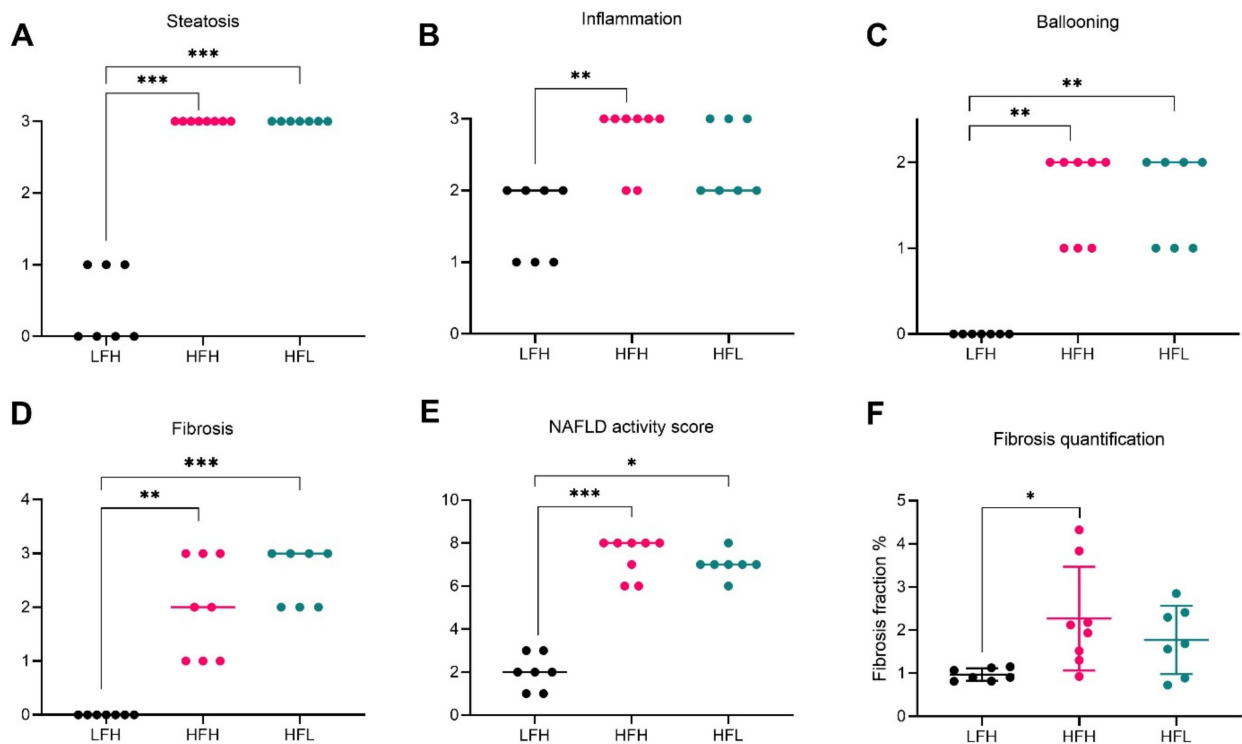 A
Steatosis
***
***
3
2
1
0
LFH HFH HFL
B
Inflammation
**
3
2
1
0
LFH HFH HFL
C
Ballooning
**
**
2
1
0
LFH HFH HFL
D
Fibrosis
***
**
4
3
2
1
0
LFH HFH HFL
E
NAFLD activity score
*
***
10
8
6
4
2
0
LFH HFH HFL
F
Fibrosis quantification
*
Fibrosis fraction %
5
4
3
2
1
0
LFH HFH HFL